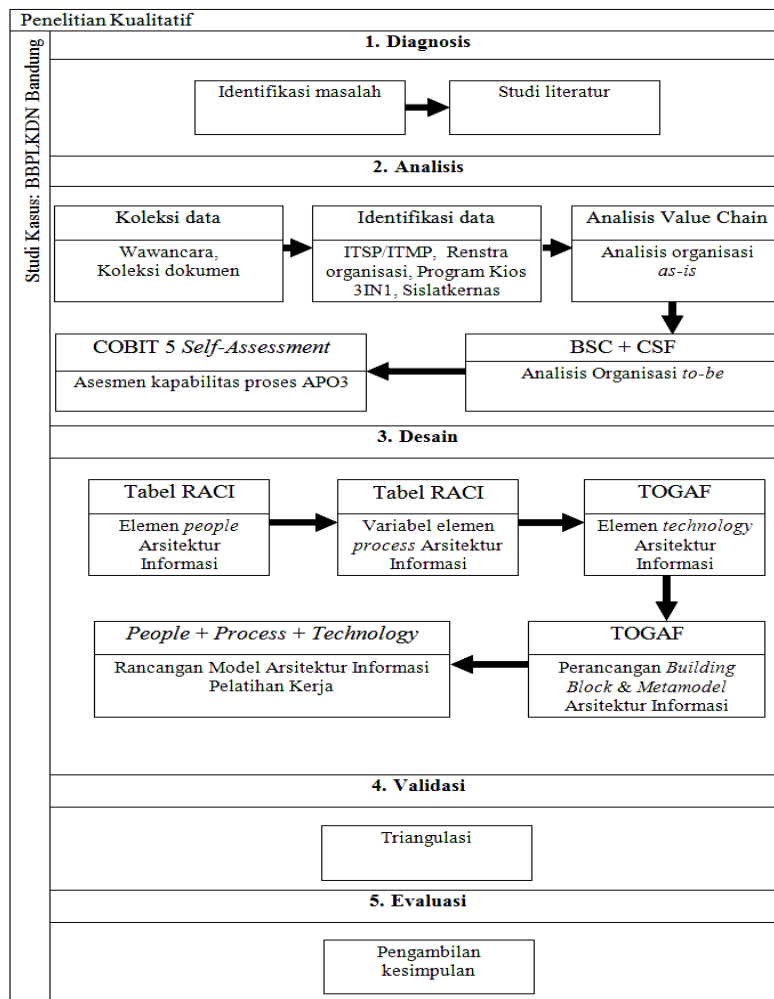 Penelitian Kualitatif
Studi Kasus: BBPLKDN Bandung
1. Diagnosis
Identifikasi masalah
Studi literatur
2. Analisis
Koleksi data
Wawancara,
Koleksi dokumen
Identifikasi data
ITSP/ITMP, Renstra
organisasi, Program Kios
3IN1, Sislatkernas
Analisis Value Chain
Analisis organisasi
as-is
COBIT 5 Self-Assessment
Asesmen kapabilitas proses APO3
BSC + CSF
Analisis Organisasi to-be
3. Desain
Tabel RACI
Elemen people
Arsitektur
Informasi
Tabel RACI
Variabel elemen
process Arsitektur
Informasi
TOGAF
Elemen technology
Arsitektur
Informasi
People + Process + Technology
Rancangan Model Arsitektur Informasi
Pelatihan Kerja
TOGAF
Perancangan Building
Block & Metamodel
Arsitektur Informasi
4. Validasi
Triangulasi
5. Evaluasi
Pengambilan
kesimpulan